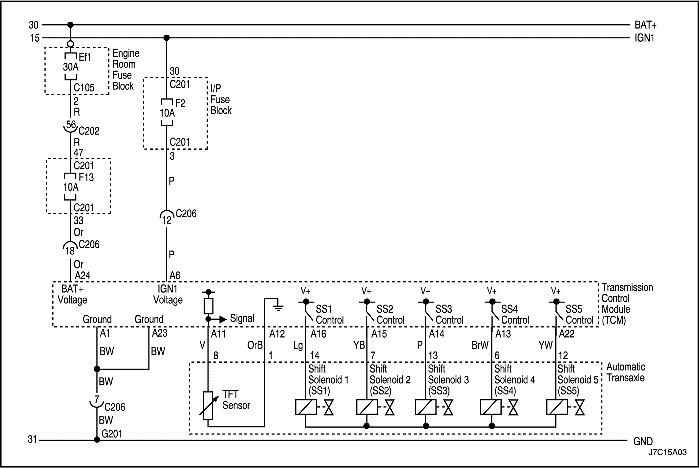 30 BAT+
15 IGN1
Ef1
30A
C105
Engine
Room
Fuse
Block
2
R
56 C202
R
47
C201
F13
10A
C201
33
Or
18 C206
Or
A24
30
C201
F2
10A
C201
I/P
Fuse
Block
3
P
12 C206
P
A6
BAT+
Voltage
IGN1
Voltage
Ground
Ground
Signal
V+
SS1
Control
V+
SS2
Control
V+
SS3
Control
V+
SS4
Control
V+
SS5
Control
Transmission
Control
Module
(TCM)
A1 A23 A11 A12 A16 A15 A14 A13 A22
BW BW V OrB Lg YB P BrW YW
8 1 14 7 13 6 12
BW
7
C206
BW
G201
TFT
Sensor
Shift
Solenoid 1
(SS1)
Shift
Solenoid 2
(SS2)
Shift
Solenoid 3
(SS3)
Shift
Solenoid 4
(SS4)
Shift
Solenoid 5
(SS5)
Automatic
Transaxle
31 GND
J7C15A03